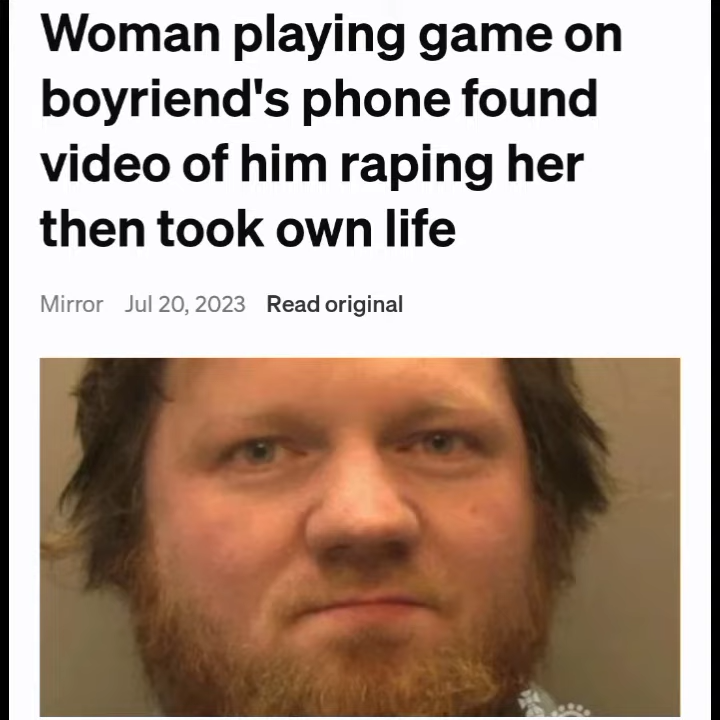 Woman playing game on
boyriend's phone found
video of him raping her
then took own life
Mirror Jul 20, 2023 Read original